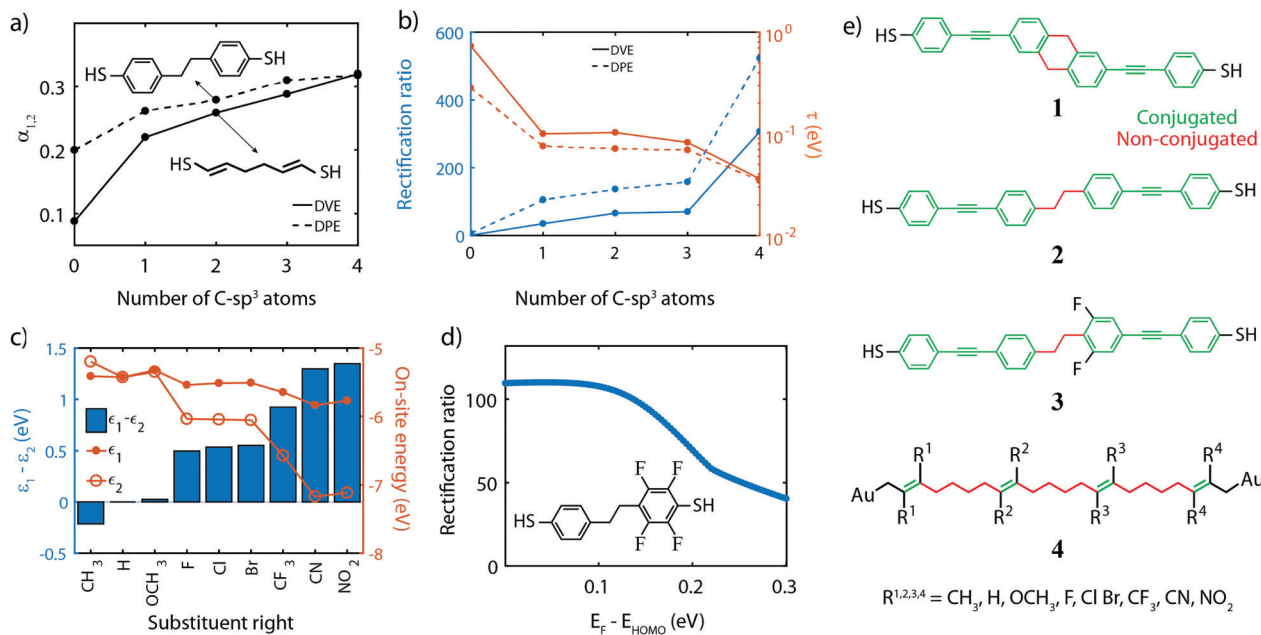 a)
α1,2
0.3
0.2
0.1
HS
SH
HS
SH
DVE
DPE
0 1 2 3 4
Number of C-sp³ atoms
b)
Rectification ratio
600
500
400
300
200
100
0
DVE
DPE
10⁰
10⁻¹
10⁻²
τ (eV)
0 1 2 3 4
Number of C-sp³ atoms
c)
ε1 - ε2 (eV)
1.5
1
0.5
0
-0.5
ε1-ε2
ε1
ε2
-5
-6
-7
-8
On-site energy (eV)
CH3 H OCH3 F Cl Br CF3 CN NO2
Substituent right
d)
Rectification ratio
100
50
0
HS
F F
SH
F F
0.1 0.2 0.3
EF - EHOMO (eV)
e)
HS
SH
1
Conjugated
Non-conjugated
HS
SH
2
F
HS
SH
F
3
R¹ R² R³ R⁴
Au Au
R¹ R² R³ R⁴
4
R1,2,3,4 = CH3, H, OCH3, F, Cl Br, CF3, CN, NO2